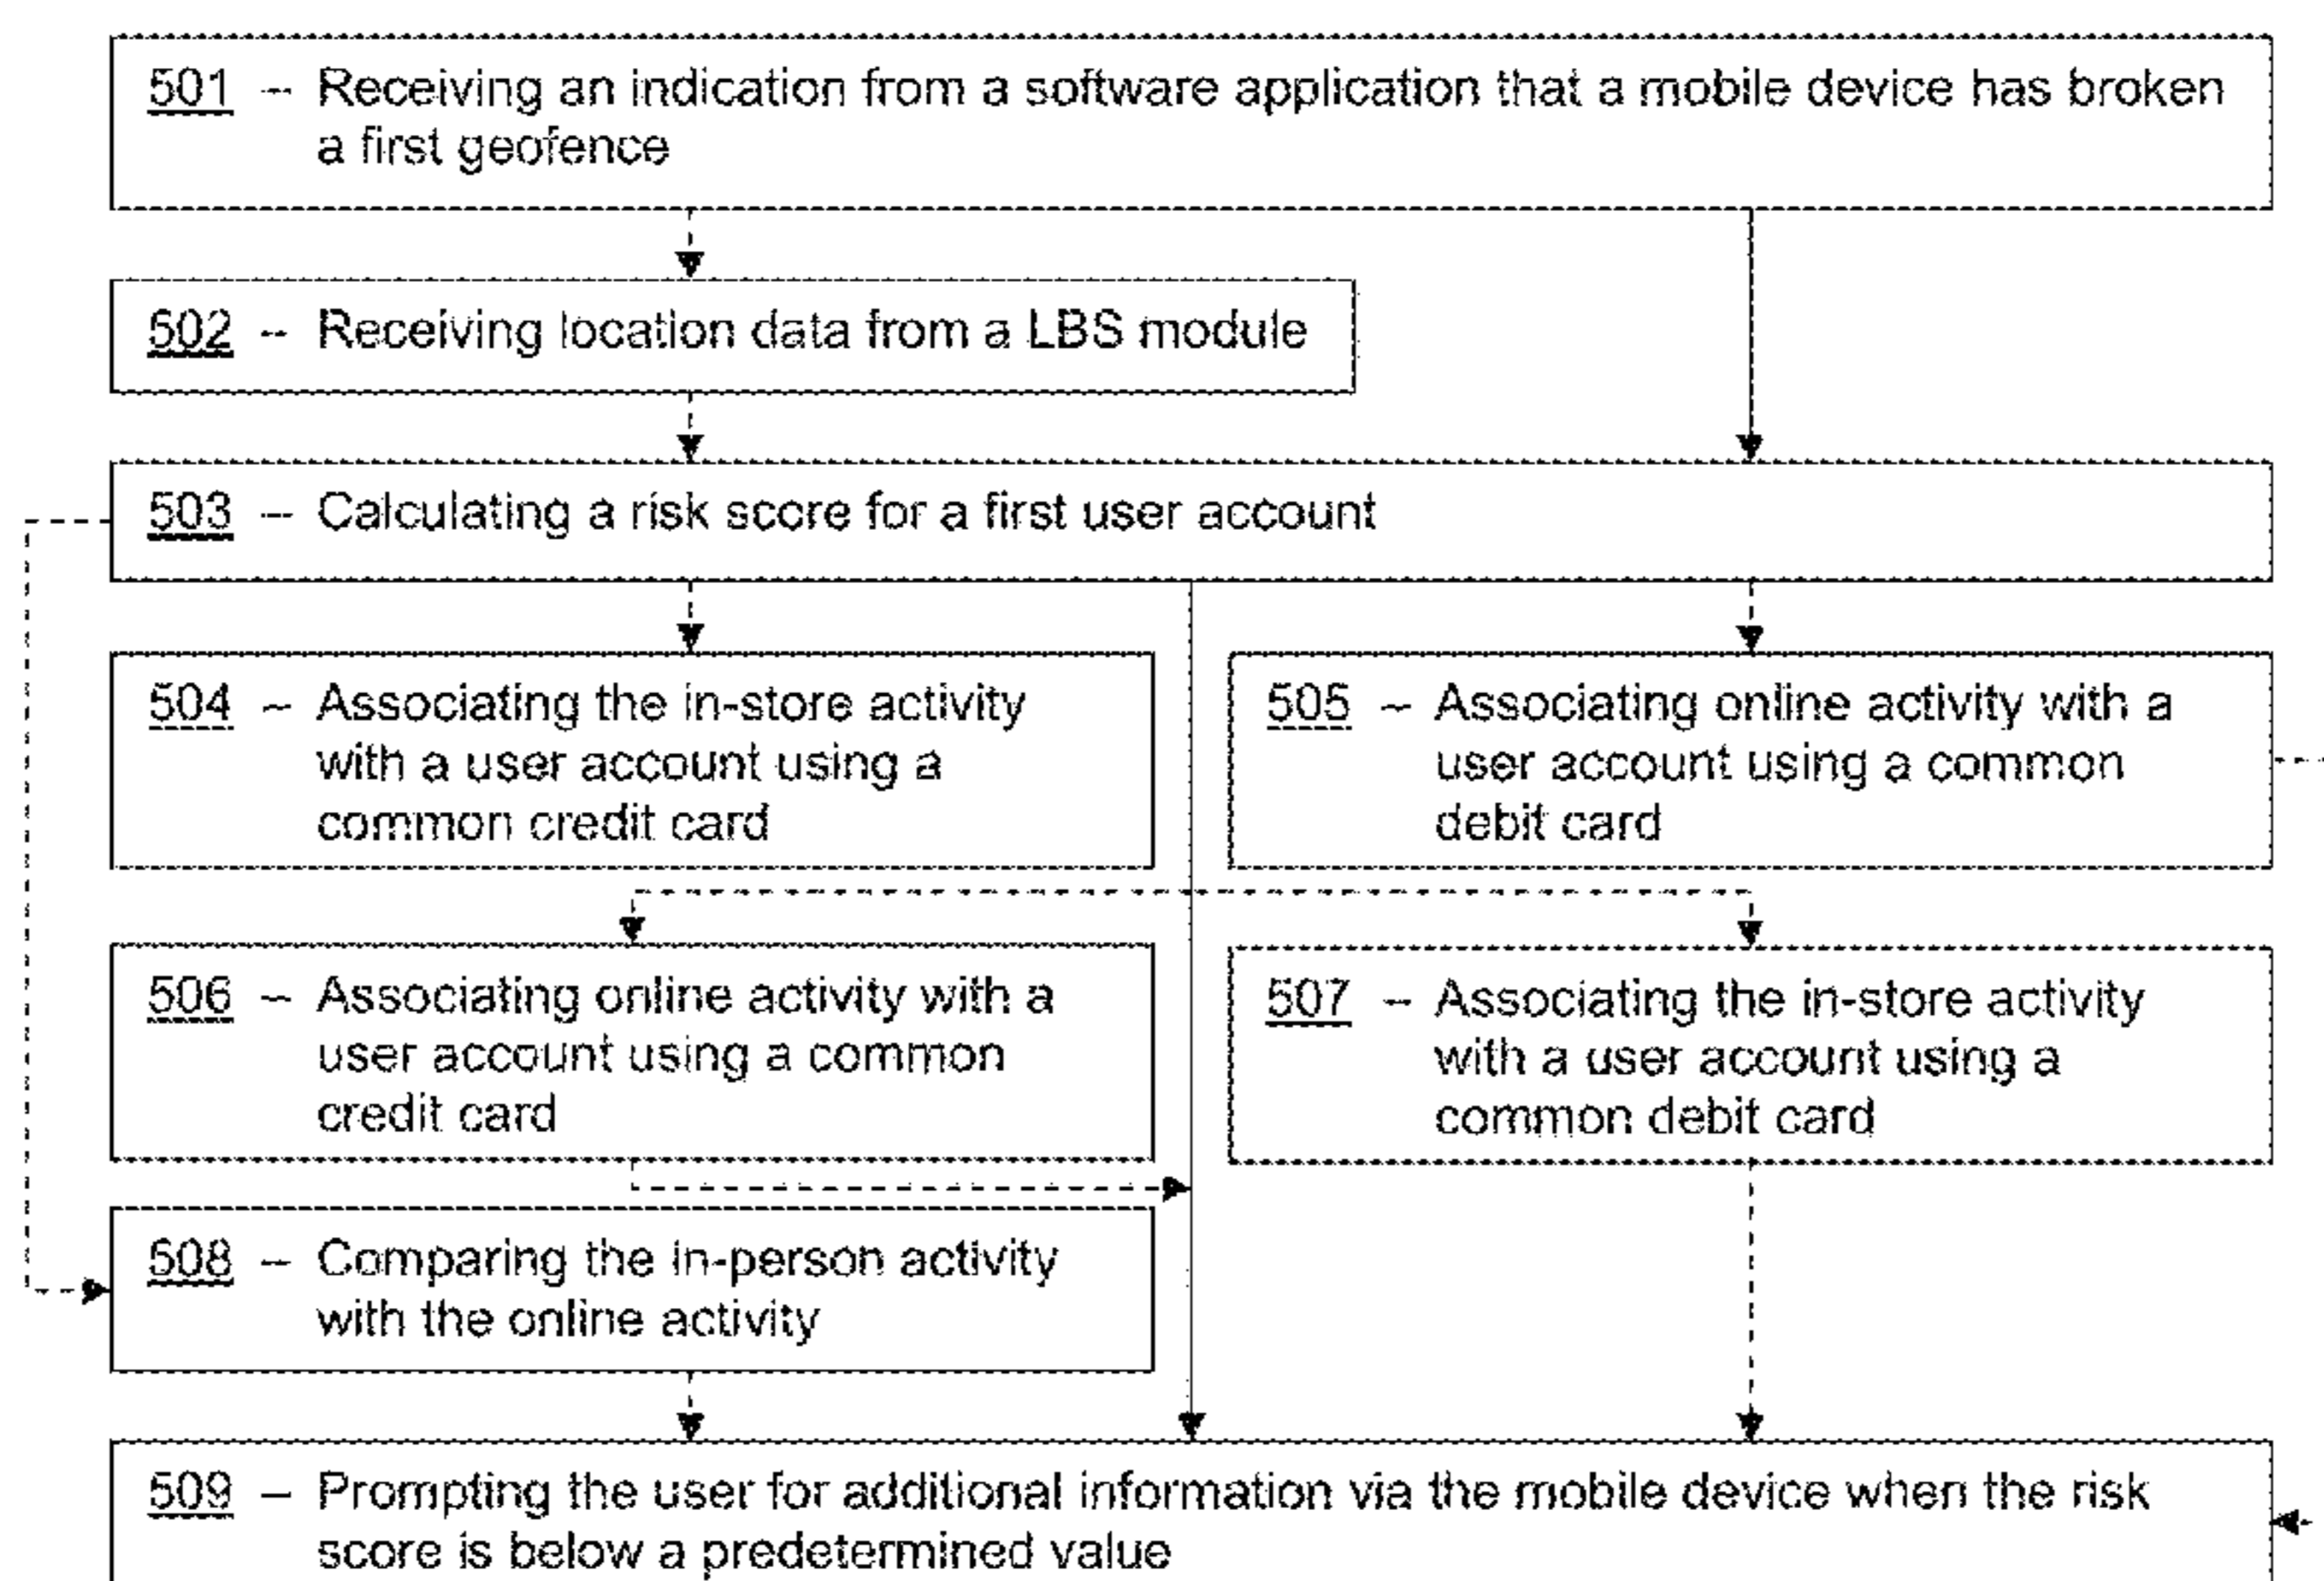 501 – Receiving an indication from a software application that a mobile device has broken
a first geofence
502 – Receiving location data from a LBS module
503 – Calculating a risk score for a first user account
504 – Associating the in-store activity
with a user account using a
common credit card
505 – Associating online activity with a
user account using a common
debit card
506 – Associating online activity with a
user account using a common
credit card
507 – Associating the in-store activity
with a user account using a
common debit card
508 – Comparing the in-person activity
with the online activity
509 – Prompting the user for additional information via the mobile device when the risk
score is below a predetermined value